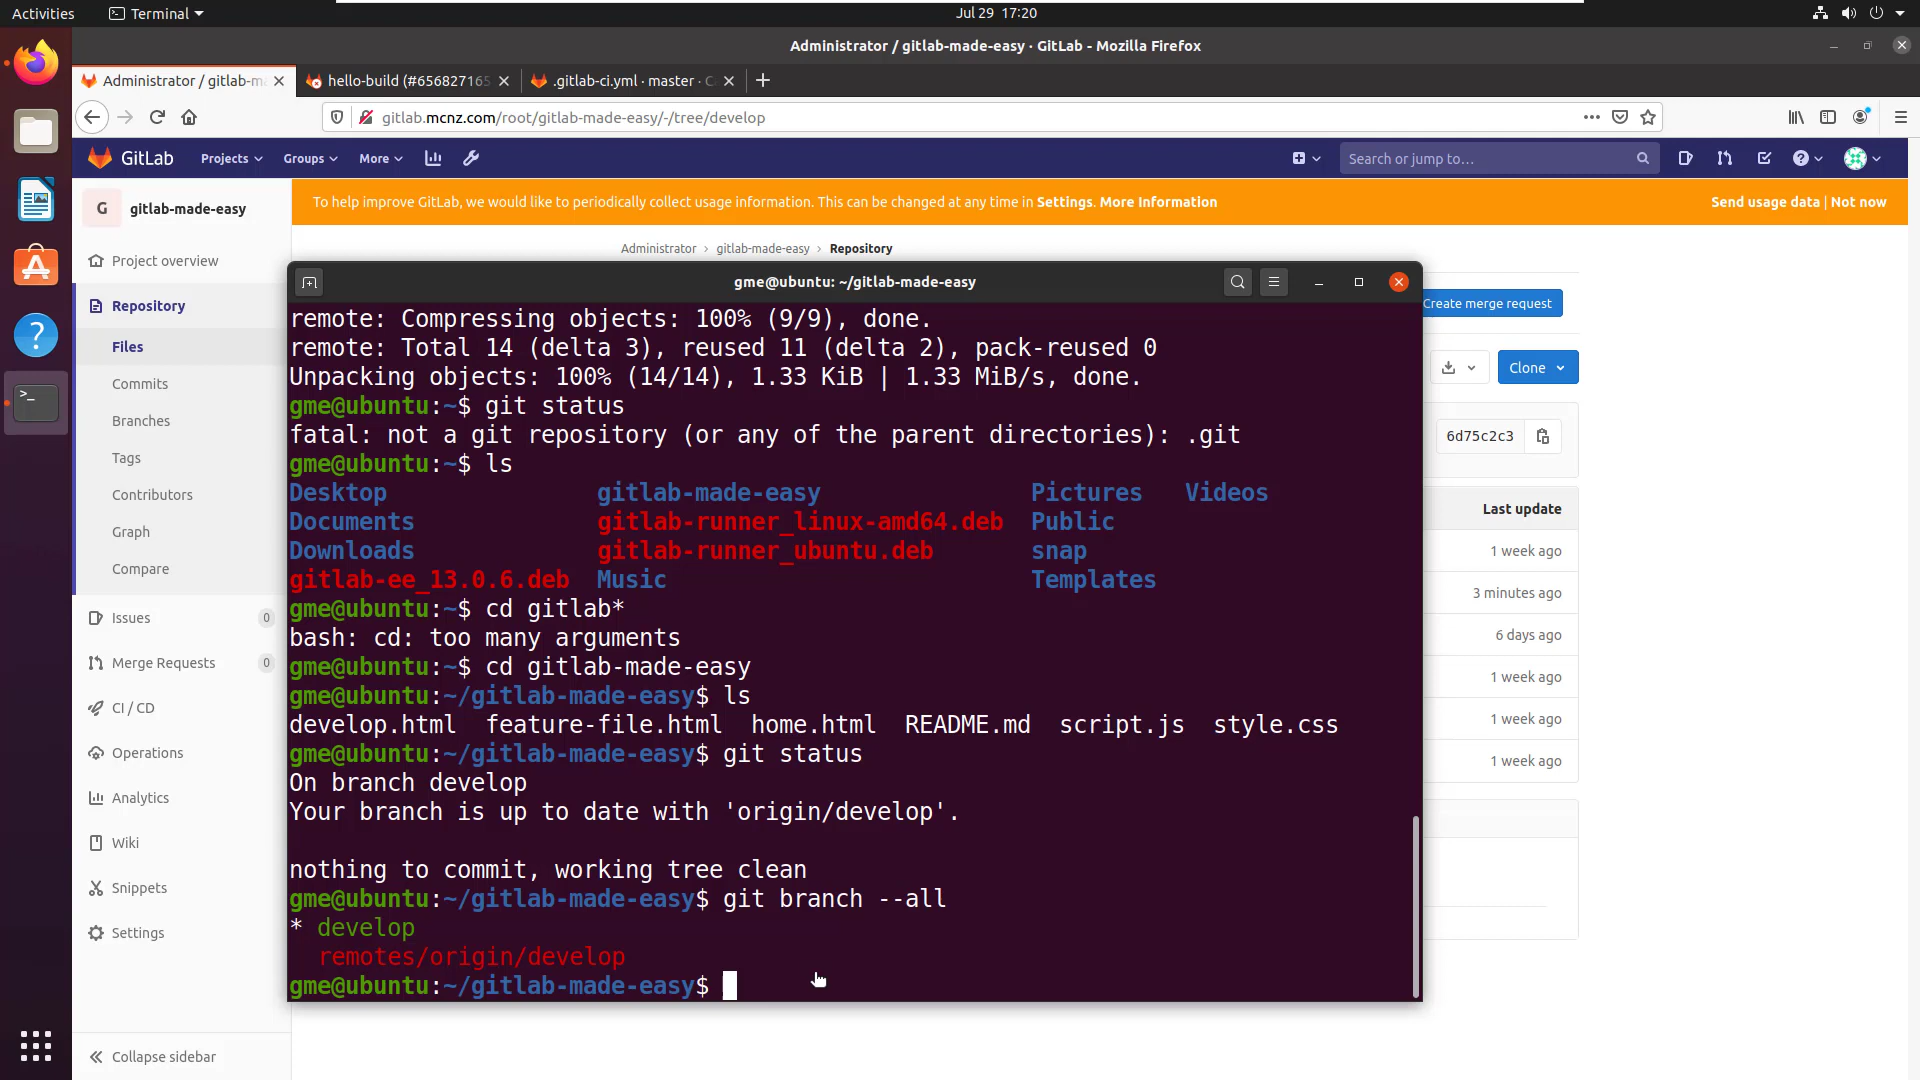 Activities
Terminal
Jul 29 17:20
Administrator / gitlab-made-easy · GitLab - Mozilla Firefox
Administrator / gitlab-ma
hello-build (#656827165
.gitlab-ci.yml · master · C
gitlab.mcnz.com/root/gitlab-made-easy/-/tree/develop
GitLab
Projects
Groups
More
Search or jump to…
G
gitlab-made-easy
To help improve GitLab, we would like to periodically collect usage information. This can be changed at any time in Settings. More Information
Send usage data | Not now
Administrator › gitlab-made-easy › Repository
Project overview
Repository
Files
Commits
Branches
Tags
Contributors
Graph
Compare
Issues 0
Merge Requests 0
CI / CD
Operations
Analytics
Wiki
Snippets
Settings
Collapse sidebar
gme@ubuntu: ~/gitlab-made-easy
remote: Compressing objects: 100% (9/9), done.
remote: Total 14 (delta 3), reused 11 (delta 2), pack-reused 0
Unpacking objects: 100% (14/14), 1.33 KiB | 1.33 MiB/s, done.
gme@ubuntu:~$ git status
fatal: not a git repository (or any of the parent directories): .git
gme@ubuntu:~$ ls
Desktop gitlab-made-easy Pictures Videos
Documents gitlab-runner_linux-amd64.deb Public
Downloads gitlab-runner_ubuntu.deb snap
gitlab-ee_13.0.6.deb Music Templates
gme@ubuntu:~$ cd gitlab*
bash: cd: too many arguments
gme@ubuntu:~$ cd gitlab-made-easy
gme@ubuntu:~/gitlab-made-easy$ ls
develop.html feature-file.html home.html README.md script.js style.css
gme@ubuntu:~/gitlab-made-easy$ git status
On branch develop
Your branch is up to date with 'origin/develop'.
nothing to commit, working tree clean
gme@ubuntu:~/gitlab-made-easy$ git branch --all
* develop
remotes/origin/develop
gme@ubuntu:~/gitlab-made-easy$
Create merge request
Clone
6d75c2c3
Last update
1 week ago
3 minutes ago
6 days ago
1 week ago
1 week ago
1 week ago